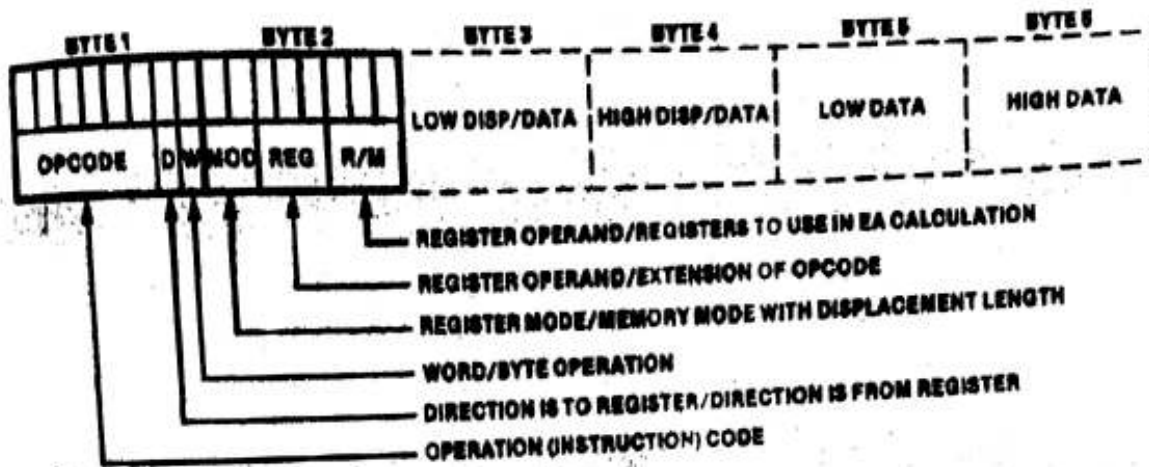 BYTE 1 BYTE 2 BYTE 3 BYTE 4 BYTE 5 BYTE 6
LOW DISP/DATA HIGH DISP/DATA LOW DATA HIGH DATA
OPCODE D W MOD REG R/M
REGISTER OPERAND/REGISTERS TO USE IN EA CALCULATION
REGISTER OPERAND/EXTENSION OF OPCODE
REGISTER MODE/MEMORY MODE WITH DISPLACEMENT LENGTH
WORD/BYTE OPERATION
DIRECTION IS TO REGISTER/DIRECTION IS FROM REGISTER
OPERATION (INSTRUCTION) CODE